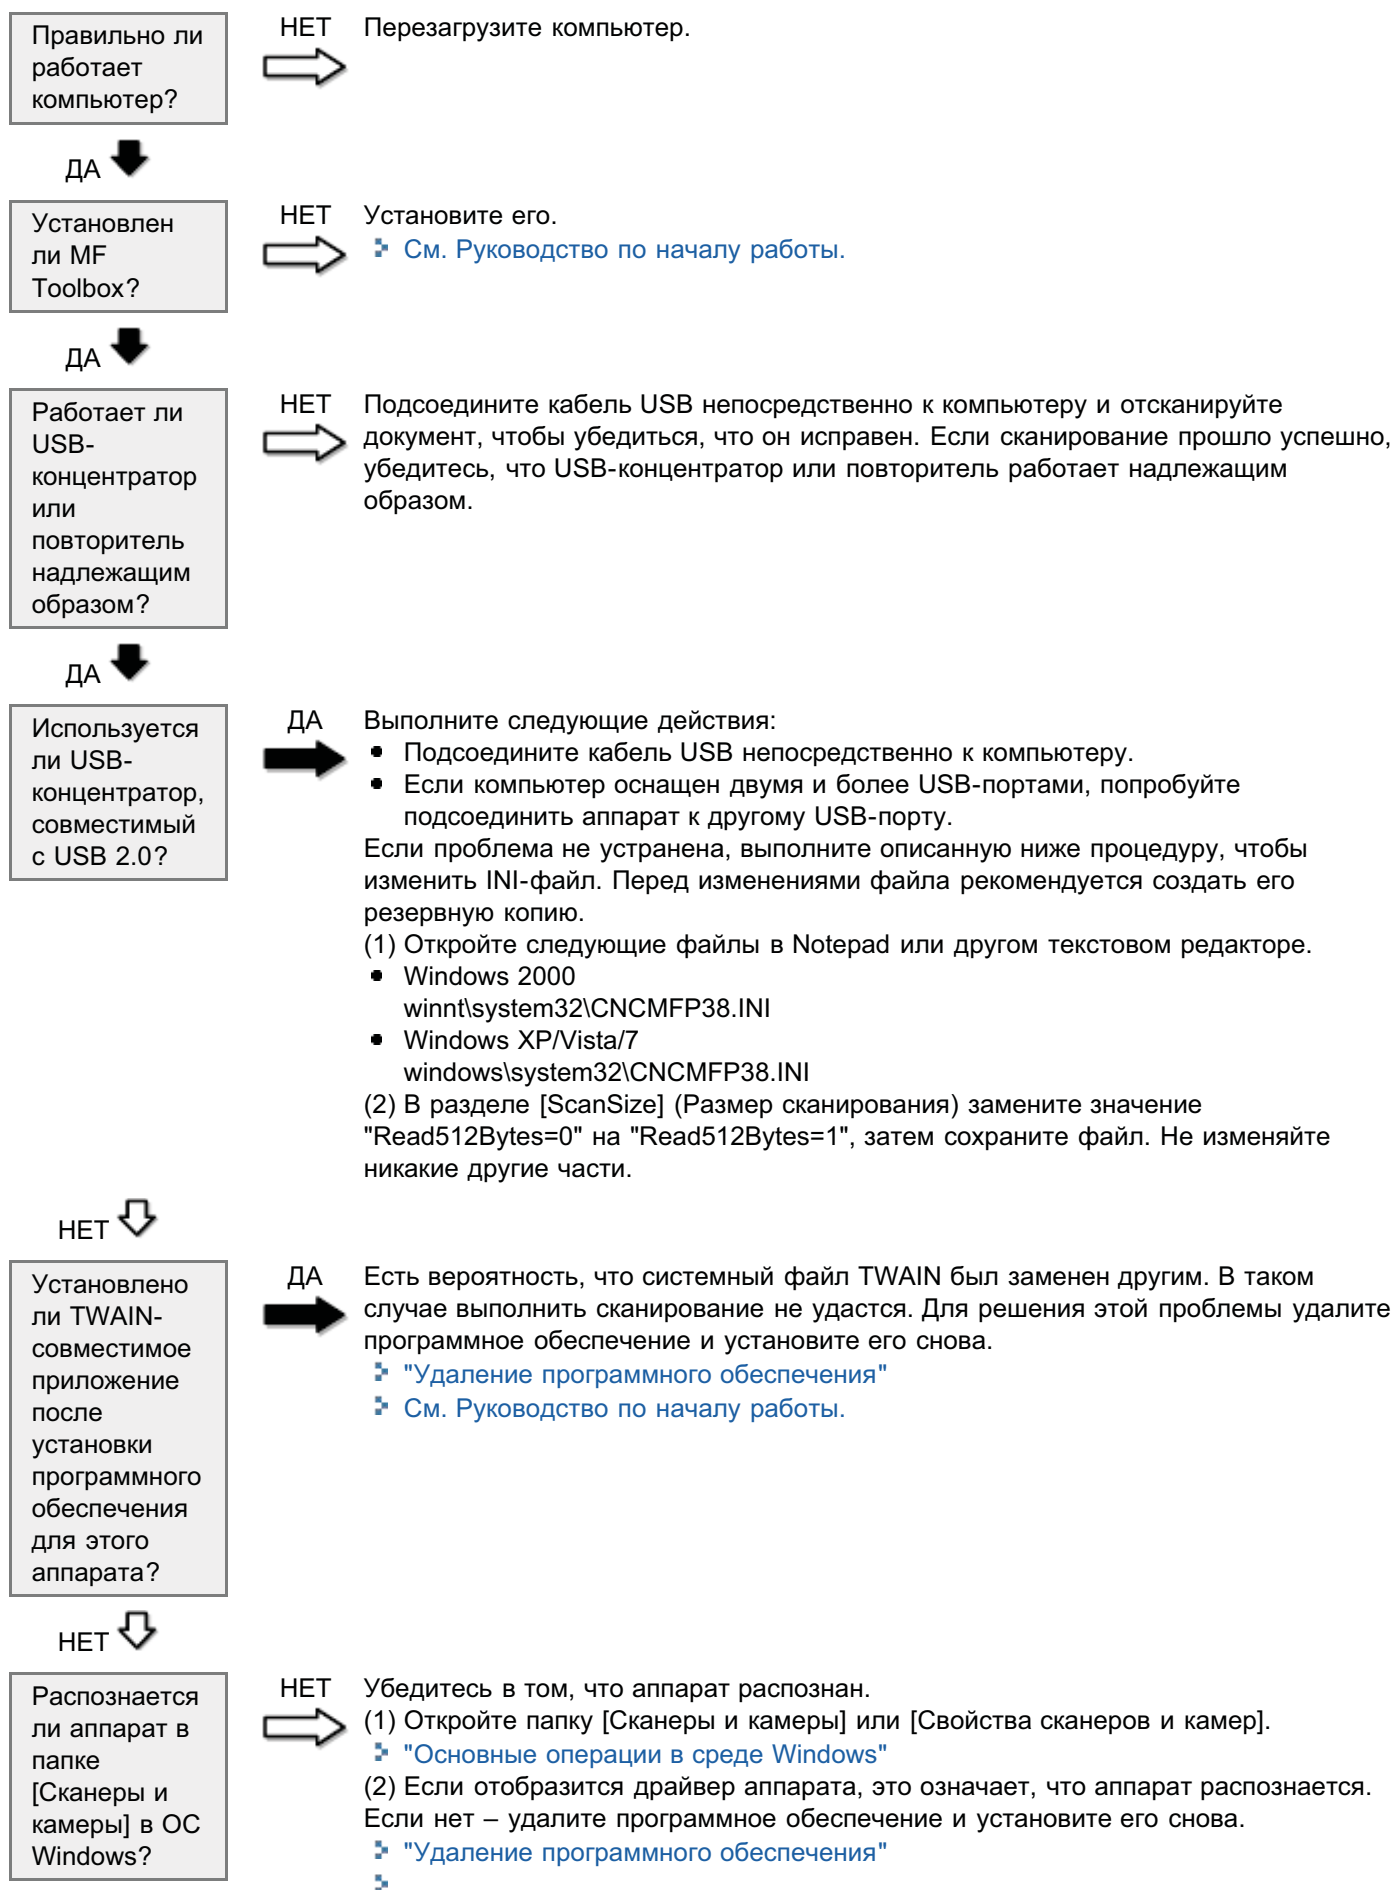 Правильно ли
работает
компьютер?
НЕТ
Перезагрузите компьютер.
ДА
Установлен
ли MF
Toolbox?
НЕТ
Установите его.
См. Руководство по началу работы.
ДА
Работает ли
USB-
концентратор
или
повторитель
надлежащим
образом?
НЕТ
Подсоедините кабель USB непосредственно к компьютеру и отсканируйте
документ, чтобы убедиться, что он исправен. Если сканирование прошло успешно,
убедитесь, что USB-концентратор или повторитель работает надлежащим
образом.
ДА
Используется
ли USB-
концентратор,
совместимый
с USB 2.0?
ДА
Выполните следующие действия:
• Подсоедините кабель USB непосредственно к компьютеру.
• Если компьютер оснащен двумя и более USB-портами, попробуйте
подсоединить аппарат к другому USB-порту.
Если проблема не устранена, выполните описанную ниже процедуру, чтобы
изменить INI-файл. Перед изменениями файла рекомендуется создать его
резервную копию.
(1) Откройте следующие файлы в Notepad или другом текстовом редакторе.
• Windows 2000
winnt\system32\CNCMFP38.INI
• Windows XP/Vista/7
windows\system32\CNCMFP38.INI
(2) В разделе [ScanSize] (Размер сканирования) замените значение
"Read512Bytes=0" на "Read512Bytes=1", затем сохраните файл. Не изменяйте
никакие другие части.
НЕТ
Установлено
ли TWAIN-
совместимое
приложение
после
установки
программного
обеспечения
для этого
аппарата?
ДА
Есть вероятность, что системный файл TWAIN был заменен другим. В таком
случае выполнить сканирование не удастся. Для решения этой проблемы удалите
программное обеспечение и установите его снова.
"Удаление программного обеспечения"
См. Руководство по началу работы.
НЕТ
Распознается
ли аппарат в
папке
[Сканеры и
камеры] в ОС
Windows?
НЕТ
Убедитесь в том, что аппарат распознан.
(1) Откройте папку [Сканеры и камеры] или [Свойства сканеров и камер].
"Основные операции в среде Windows"
(2) Если отобразится драйвер аппарата, это означает, что аппарат распознается.
Если нет – удалите программное обеспечение и установите его снова.
"Удаление программного обеспечения"